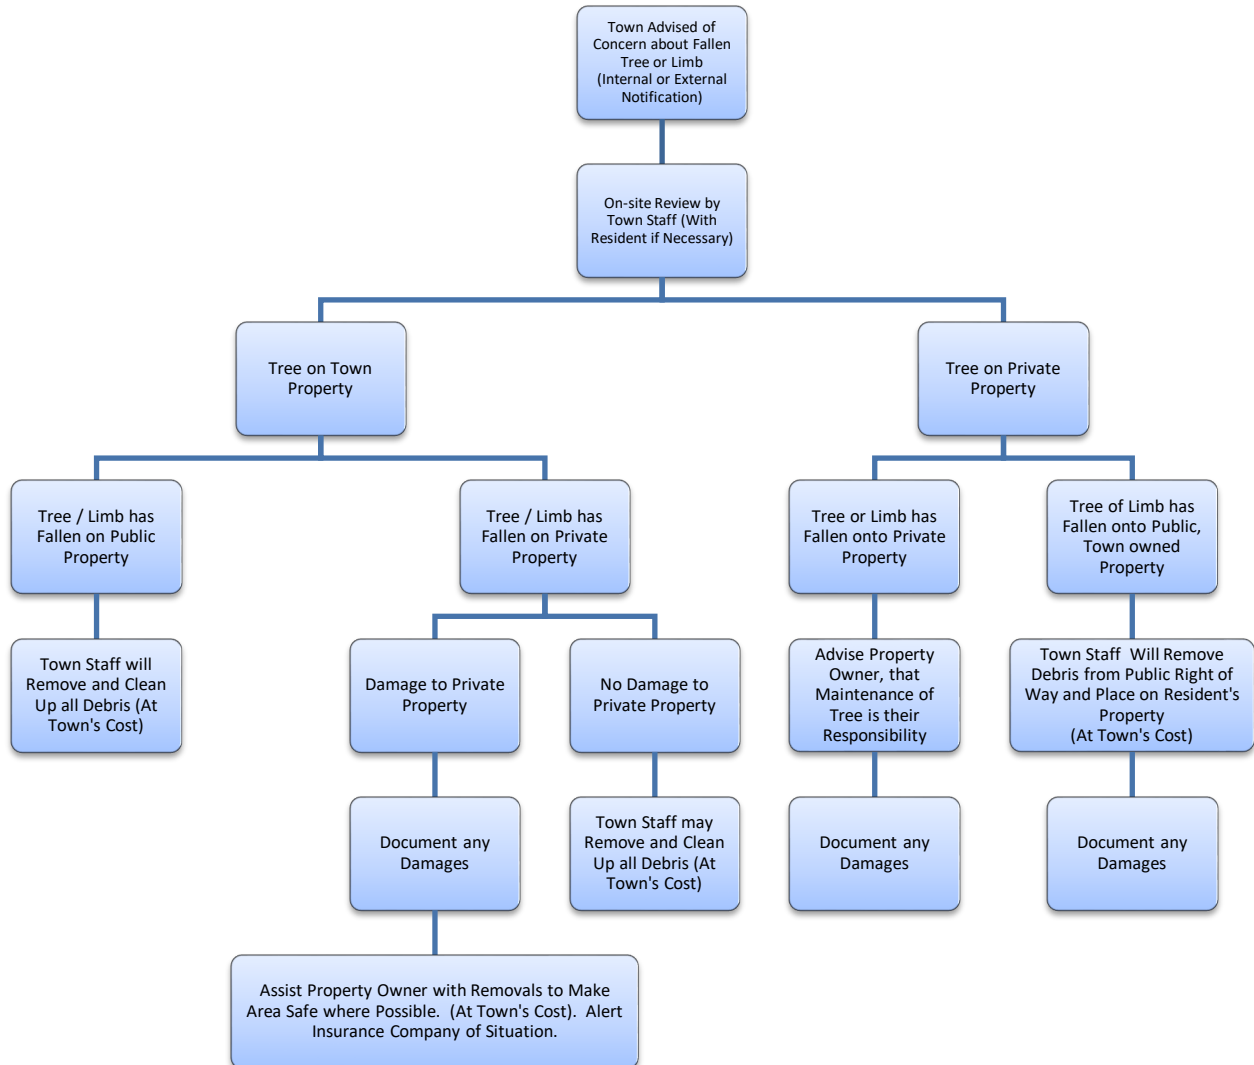 Town Advised of
Concern about Fallen
Tree or Limb
(Internal or External
Notification)
On-site Review by
Town Staff (With
Resident if Necessary)
Tree on Town
Property
Tree on Private
Property
Tree / Limb has
Fallen on Public
Property
Tree / Limb has
Fallen on Private
Property
Tree or Limb has
Fallen onto Private
Property
Tree of Limb has
Fallen onto Public,
Town owned
Property
Town Staff will
Remove and Clean
Up all Debris (At
Town's Cost)
Damage to Private
Property
No Damage to
Private Property
Advise Property
Owner, that
Maintenance of
Tree is their
Responsibility
Town Staff Will Remove
Debris from Public Right of
Way and Place on Resident's
Property
(At Town's Cost)
Document any
Damages
Town Staff may
Remove and Clean
Up all Debris (At
Town's Cost)
Document any
Damages
Document any
Damages
Assist Property Owner with Removals to Make
Area Safe where Possible. (At Town's Cost). Alert
Insurance Company of Situation.